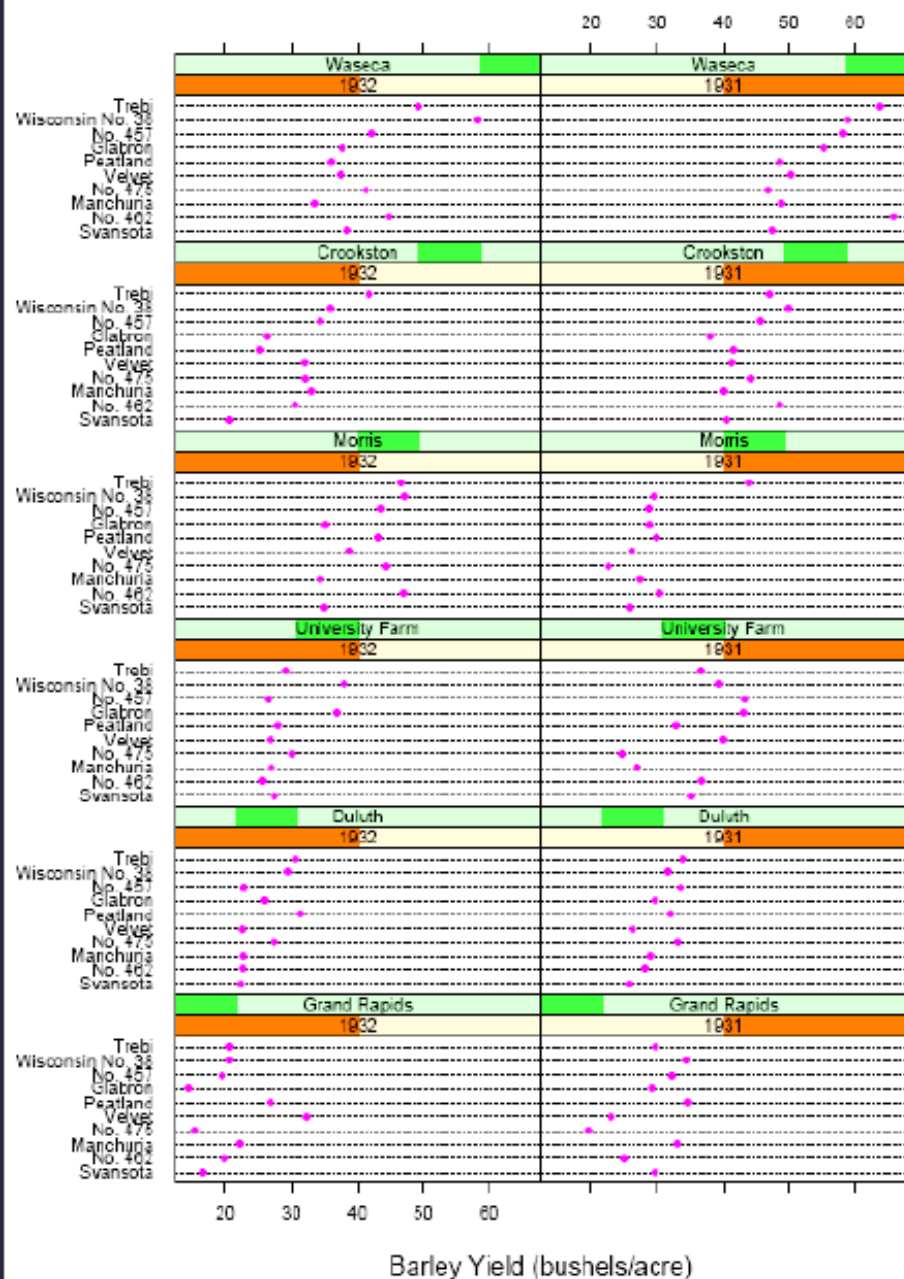 20 30 40 50 60
Waseca Waseca
1932 1931
Trebi
Wisconsin No. 38
No. 457
Glabron
Peatland
Velvet
No. 475
Manchuria
No. 462
Svansota
Crookston Crookston
1932 1931
Trebi
Wisconsin No. 38
No. 457
Glabron
Peatland
Velvet
No. 475
Manchuria
No. 462
Svansota
Morris Morris
1932 1931
Trebi
Wisconsin No. 38
No. 457
Glabron
Peatland
Velvet
No. 475
Manchuria
No. 462
Svansota
University Farm University Farm
1932 1931
Trebi
Wisconsin No. 38
No. 457
Glabron
Peatland
Velvet
No. 475
Manchuria
No. 462
Svansota
Duluth Duluth
1932 1931
Trebi
Wisconsin No. 38
No. 457
Glabron
Peatland
Velvet
No. 475
Manchuria
No. 462
Svansota
Grand Rapids Grand Rapids
1932 1931
Trebi
Wisconsin No. 38
No. 457
Glabron
Peatland
Velvet
No. 475
Manchuria
No. 462
Svansota
20 30 40 50 60
Barley Yield (bushels/acre)